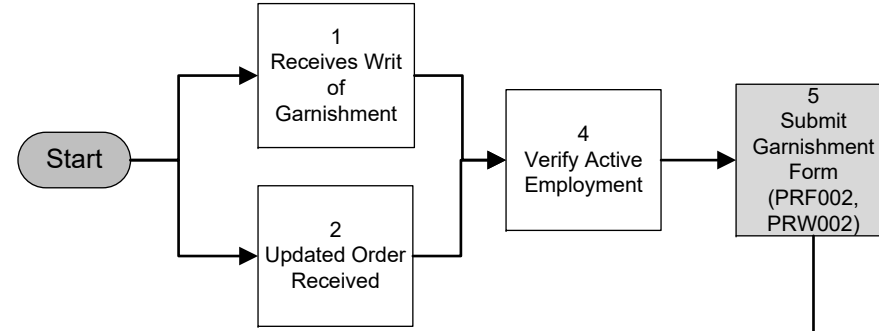 Start
1
Receives Writ
of
Garnishment
2
Updated Order
Received
4
Verify Active
Employment
5
Submit
Garnishment
Form
(PRF002,
PRW002)